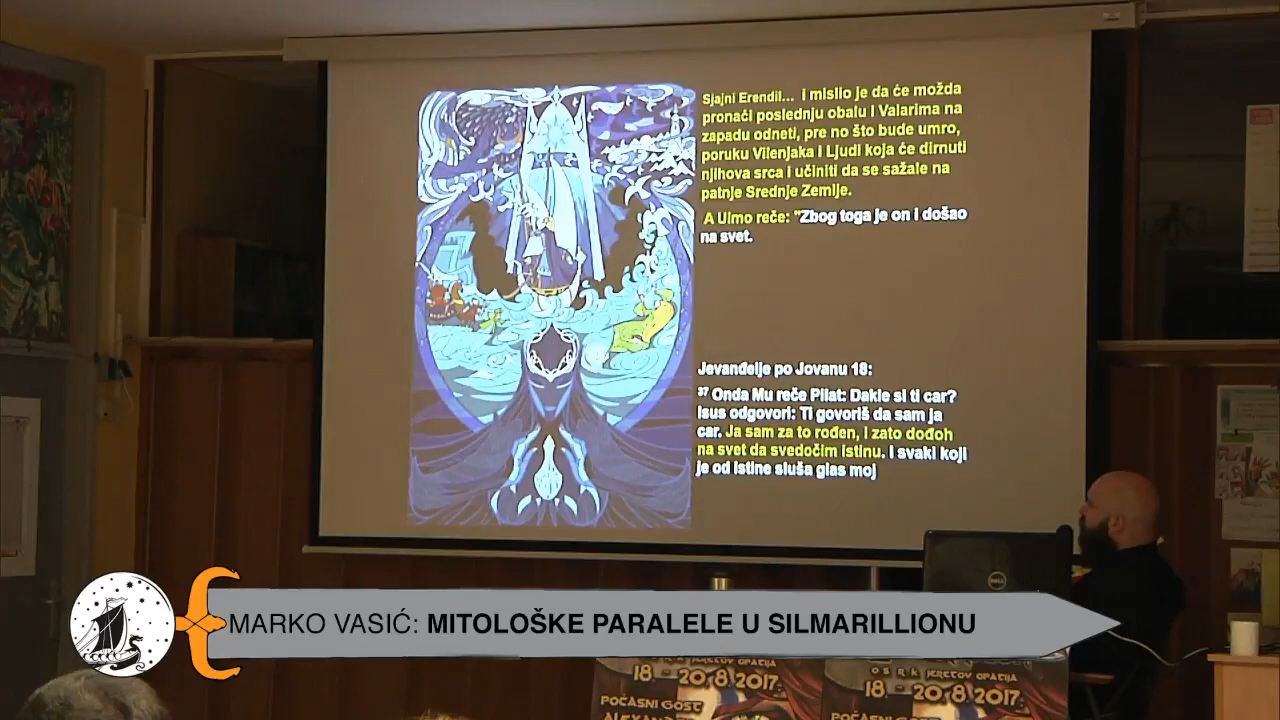 Sjajni Erendil... i mislio je da će možda
pronaći poslednju obalu i Valarima na
zapadu odneti, pre no što bude umro,
poruku Vilenjaka i Ljudi koja će dirnuti
njihova srca i učiniti da se sažale na
patnje Srednje Zemlje.
A Ulmo reče: "Zbog toga je on i došao
na svet.
Jevanđelje po Jovanu 18:
37 Onda Mu reče Pilat: Dakle si ti car?
Isus odgovori: Ti govoriš da sam ja
car. Ja sam za to rođen, i zato dođoh
na svet da svedočim istinu. I svaki koji
je od istine sluša glas moj
DELL
MARKO VASIĆ: MITOLOŠKE PARALELE U SILMARILLIONU
OŠ R K JERETOV OPATIJA
18 - 20.8.2017.
18 - 20.8.2017.
POČASNI GOST
POČASNI GOST